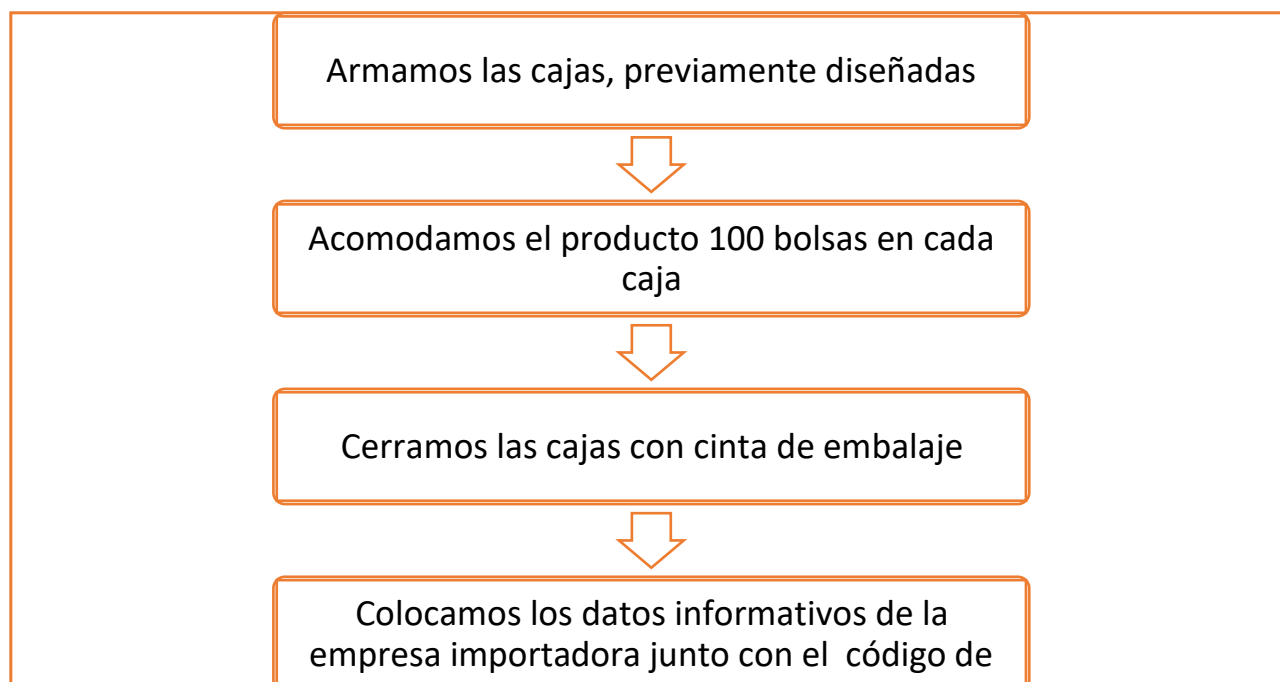 Armamos las cajas, previamente diseñadas
Acomodamos el producto 100 bolsas en cada
caja
Cerramos las cajas con cinta de embalaje
Colocamos los datos informativos de la
empresa importadora junto con el  código de